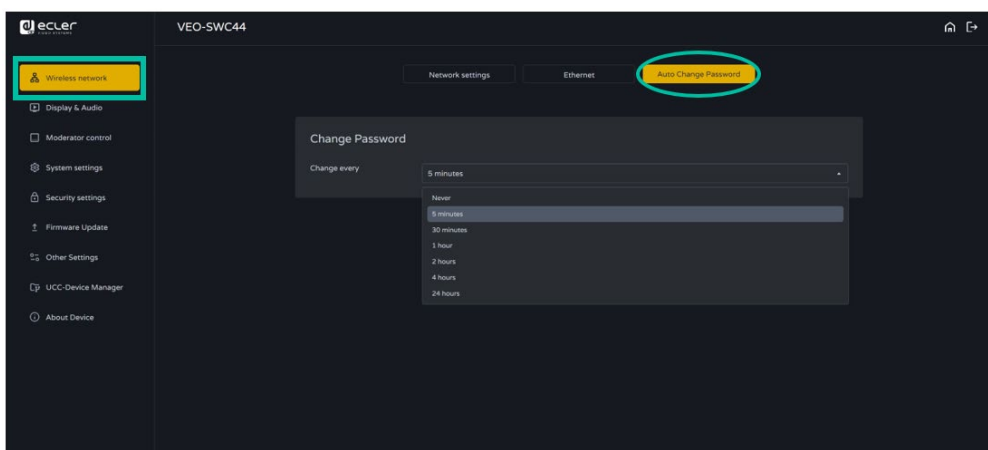 ecler
VIDEO SYSTEMS
VEO-SWC44
Wireless network
Display & Audio
Moderator control
System settings
Security settings
Firmware Update
Other Settings
UCC-Device Manager
About Device
Network settings
Ethernet
Auto Change Password
Change Password
Change every
5 minutes
Never
5 minutes
30 minutes
1 hour
2 hours
4 hours
24 hours